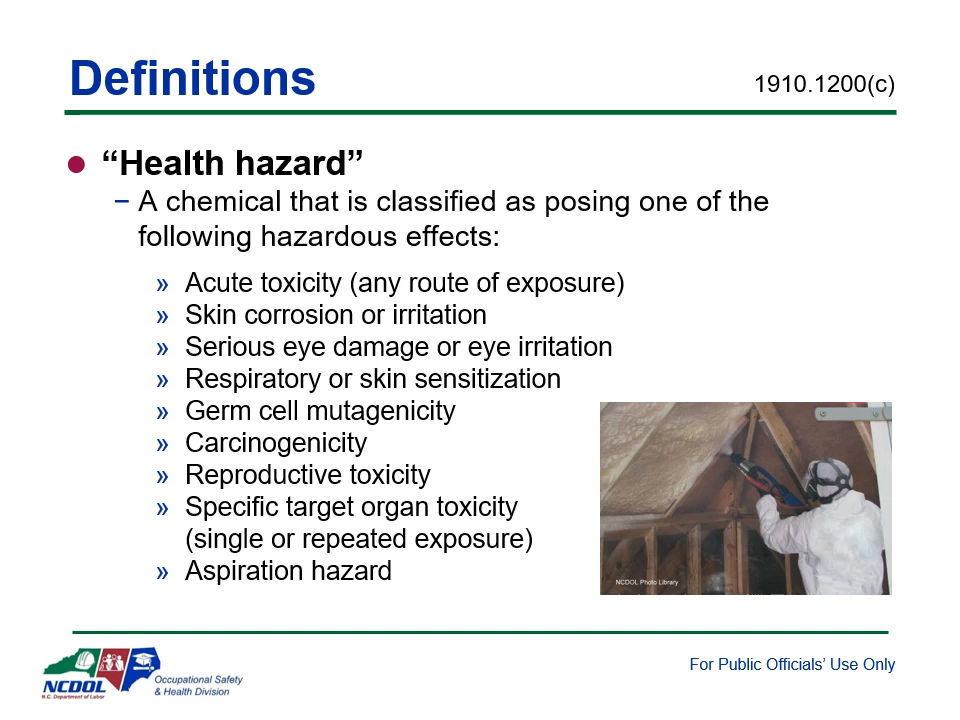 Definitions
1910.1200(c)
● “Health hazard”
– A chemical that is classified as posing one of the
following hazardous effects:
» Acute toxicity (any route of exposure)
» Skin corrosion or irritation
» Serious eye damage or eye irritation
» Respiratory or skin sensitization
» Germ cell mutagenicity
» Carcinogenicity
» Reproductive toxicity
» Specific target organ toxicity
(single or repeated exposure)
» Aspiration hazard
NCDOL Photo Library
NCDOL
N.C. Department of Labor
Occupational Safety
& Health Division
For Public Officials’ Use Only